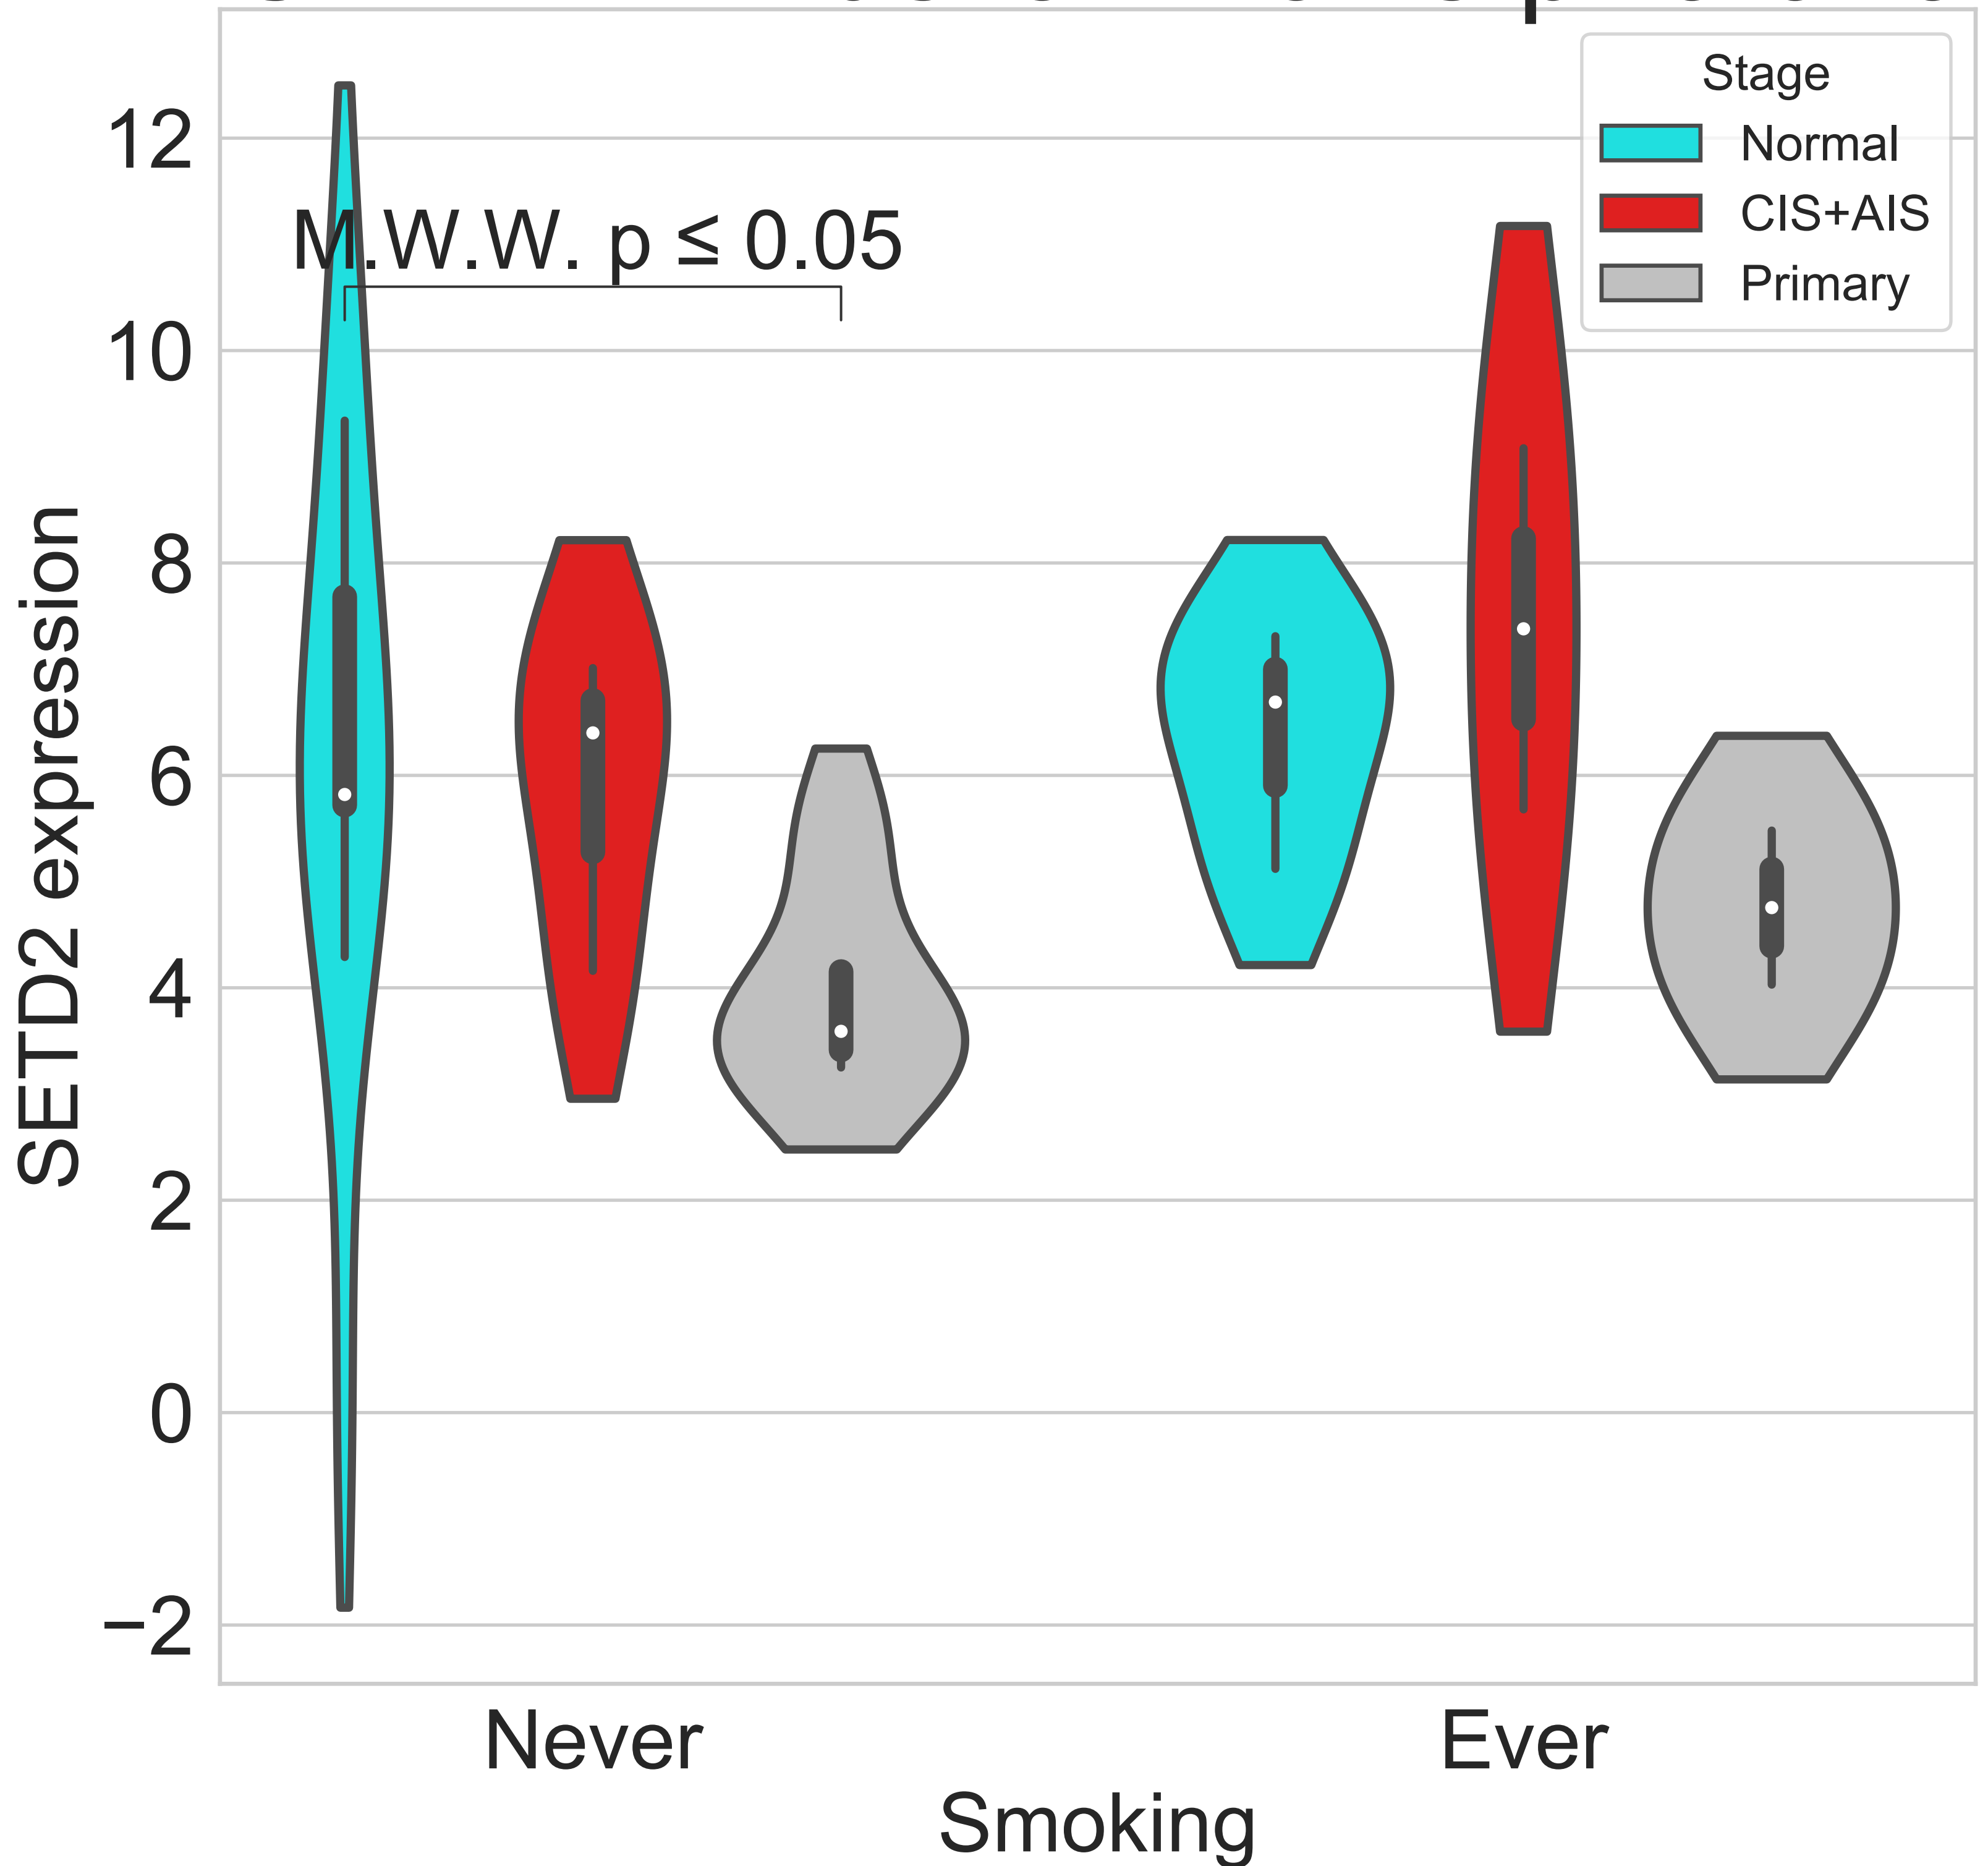 Stage
Normal
CIS+AIS
Primary
M.W.W. p ≤ 0.05
12
10
8
6
4
2
0
−2
SETD2 expression
Never
Ever
Smoking